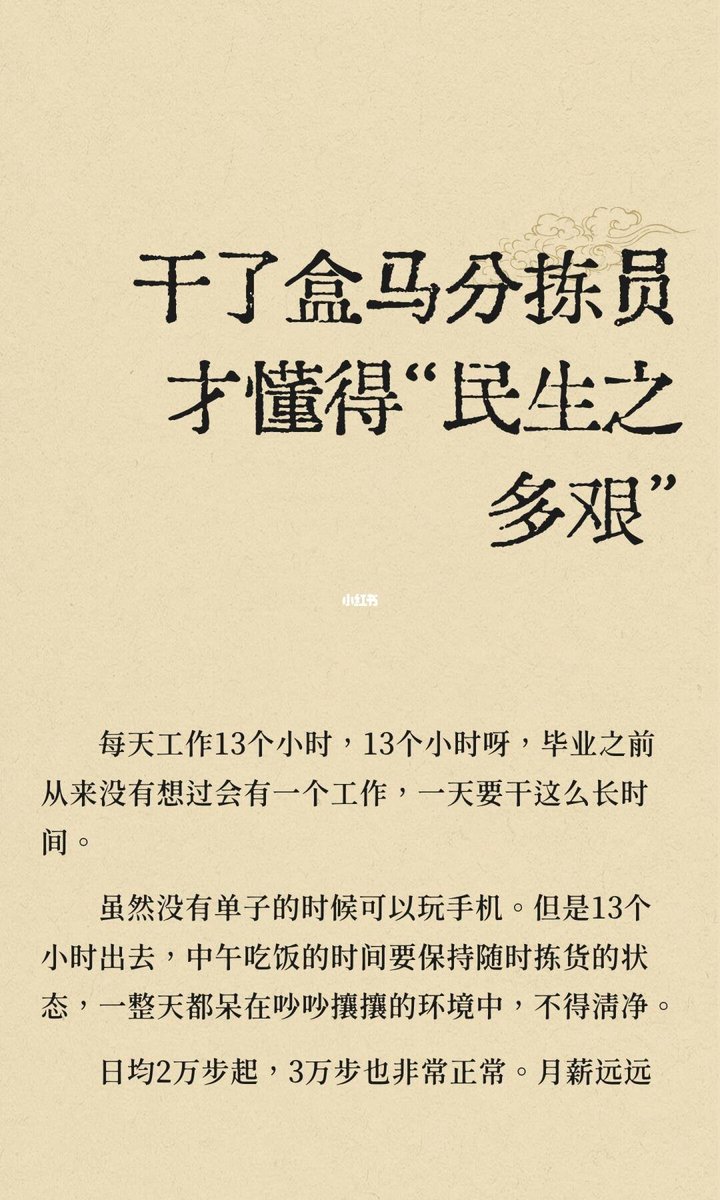 干了盒马分拣员
才懂得“民生之
多艰”
小红书
每天工作13个小时，13个小时呀，毕业之前
从来没有想过会有一个工作，一天要干这么长时
间。
虽然没有单子的时候可以玩手机。但是13个
小时出去，中午吃饭的时间要保持随时拣货的状
态，一整天都呆在吵吵攘攘的环境中，不得清净。
日均2万步起，3万步也非常正常。月薪远远